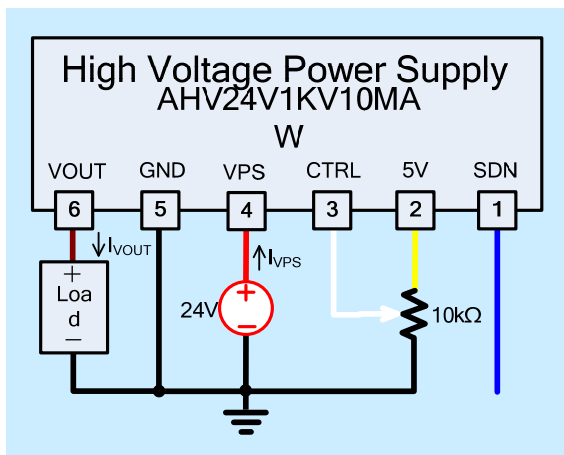 High Voltage Power Supply
AHV24V1KV10MA
W
VOUT GND VPS CTRL 5V SDN
6 5 4 3 2 1
IVOUT IVPS
+
Loa
d
−
24V
+
−
10kΩ